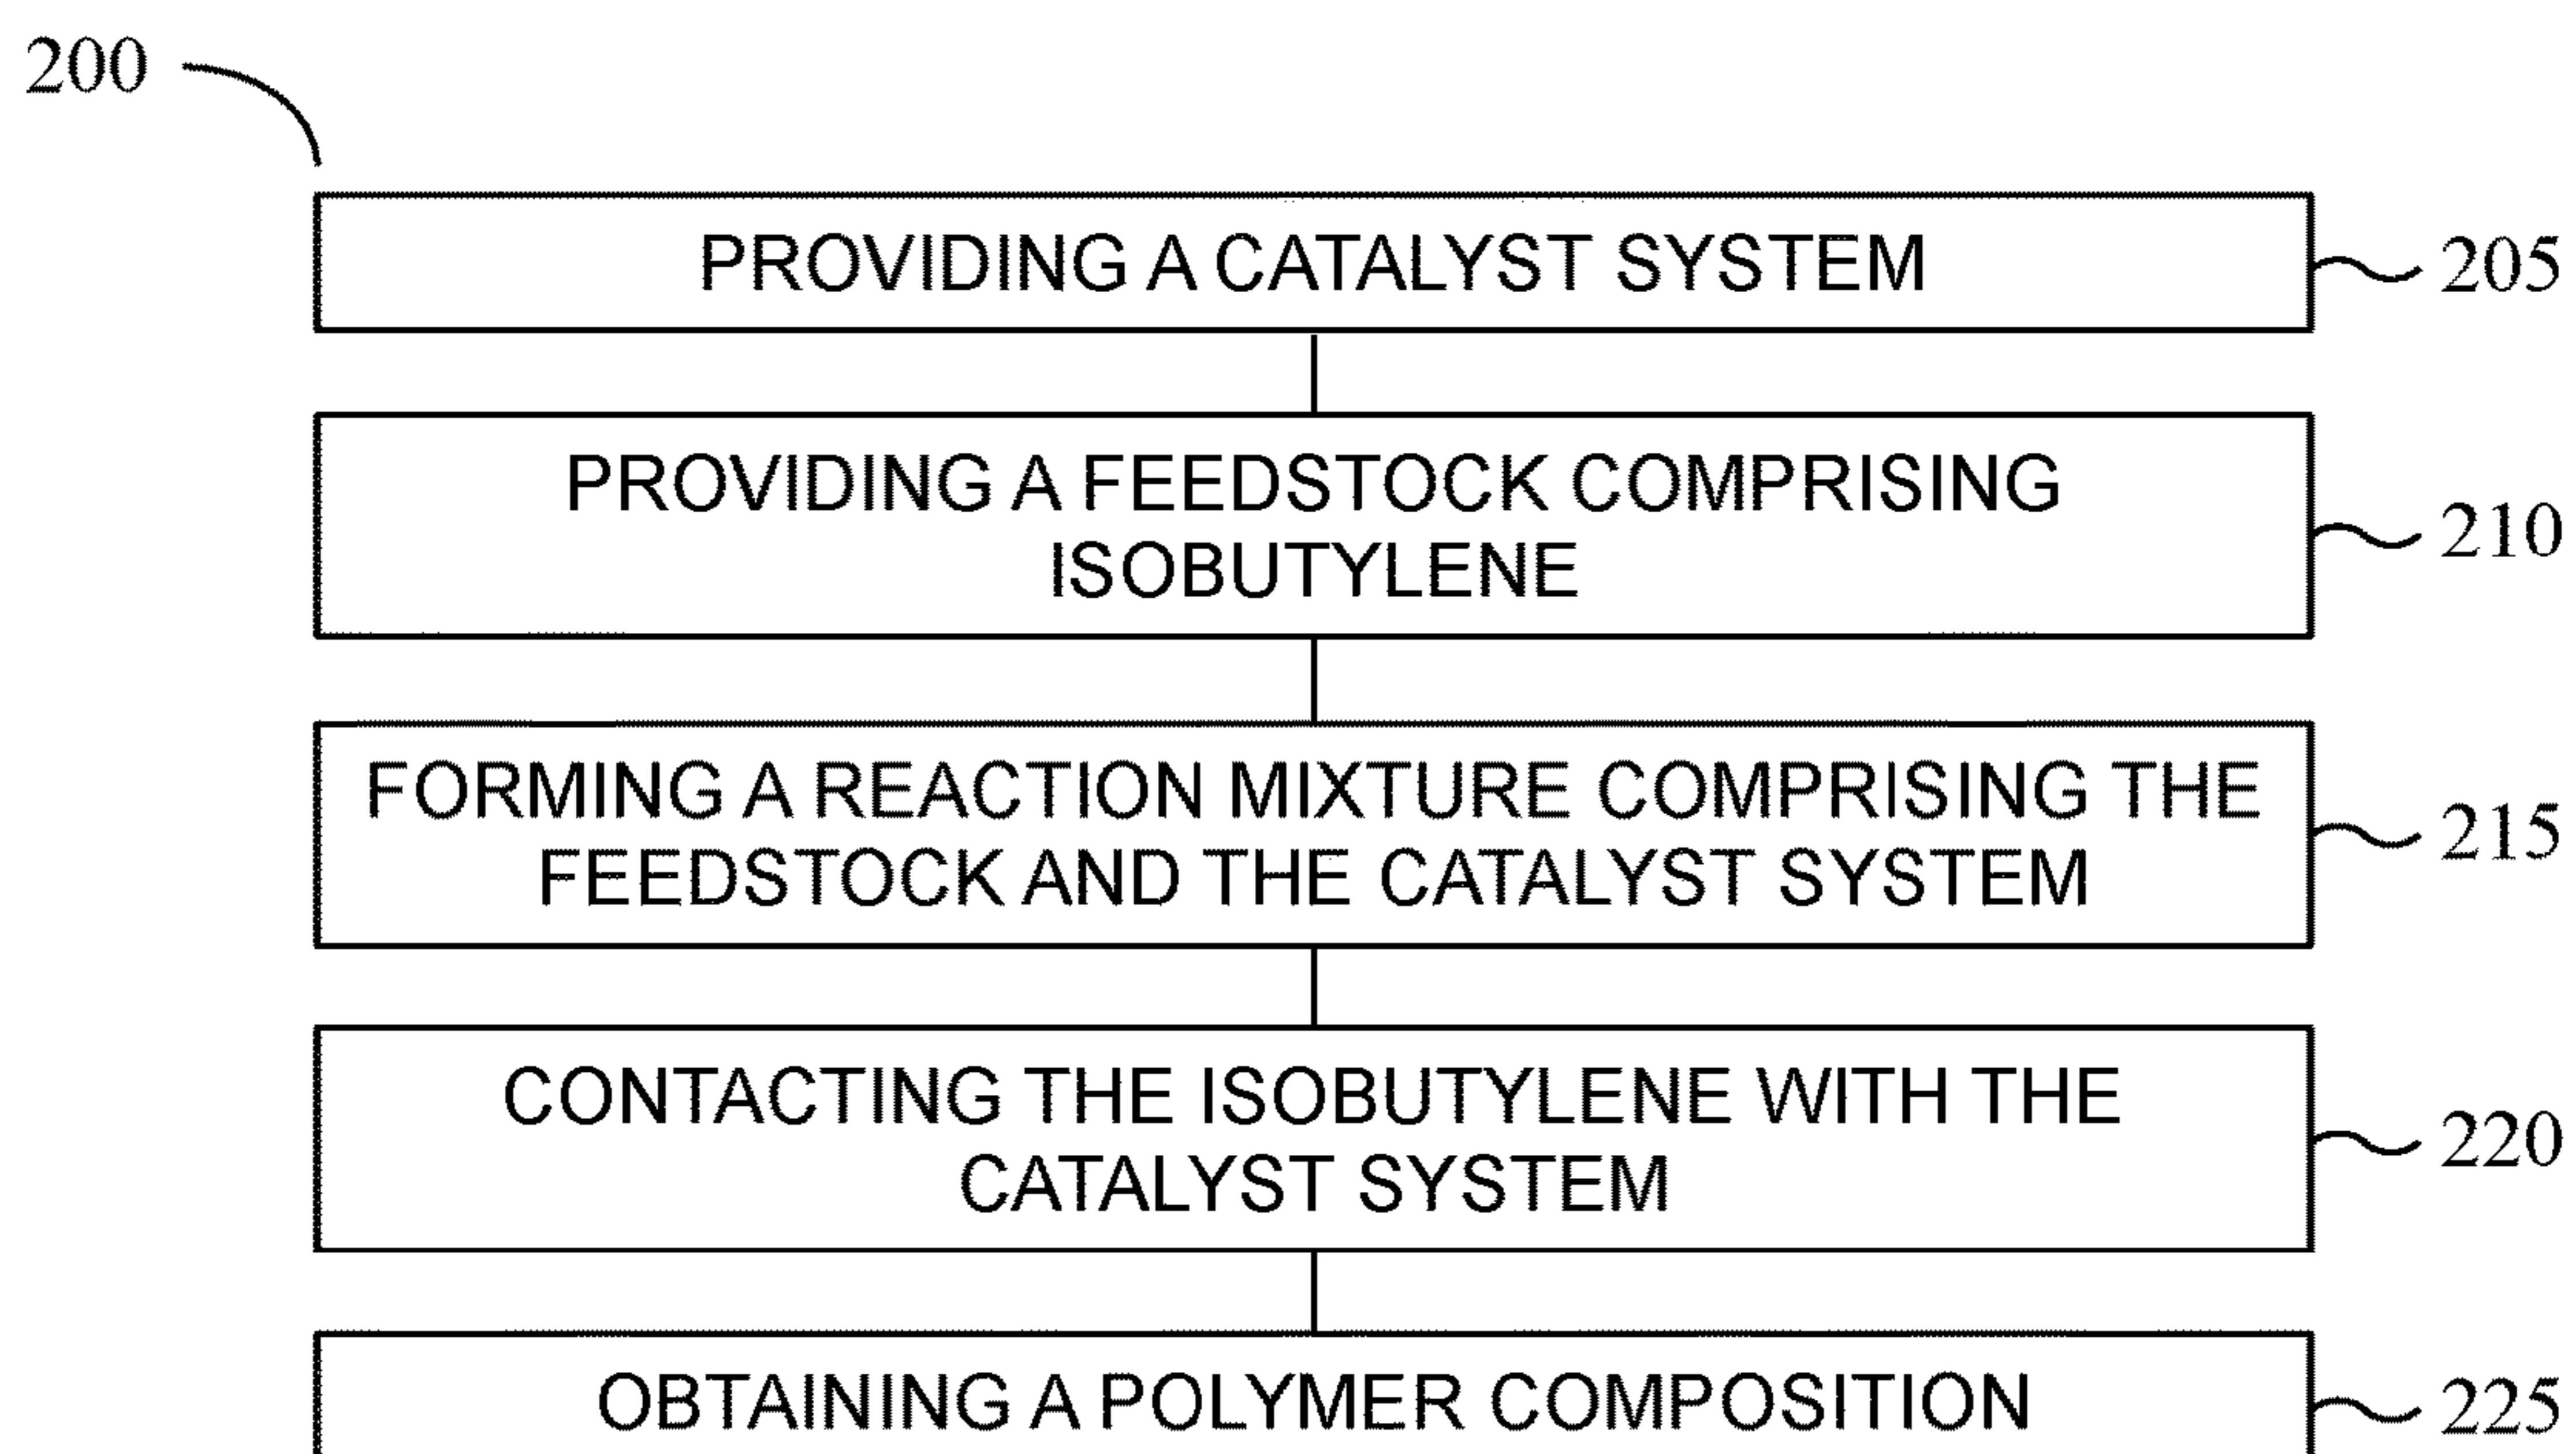 200
PROVIDING A CATALYST SYSTEM
205
PROVIDING A FEEDSTOCK COMPRISING
ISOBUTYLENE
210
FORMING A REACTION MIXTURE COMPRISING THE
FEEDSTOCK AND THE CATALYST SYSTEM
215
CONTACTING THE ISOBUTYLENE WITH THE
CATALYST SYSTEM
220
OBTAINING A POLYMER COMPOSITION
225